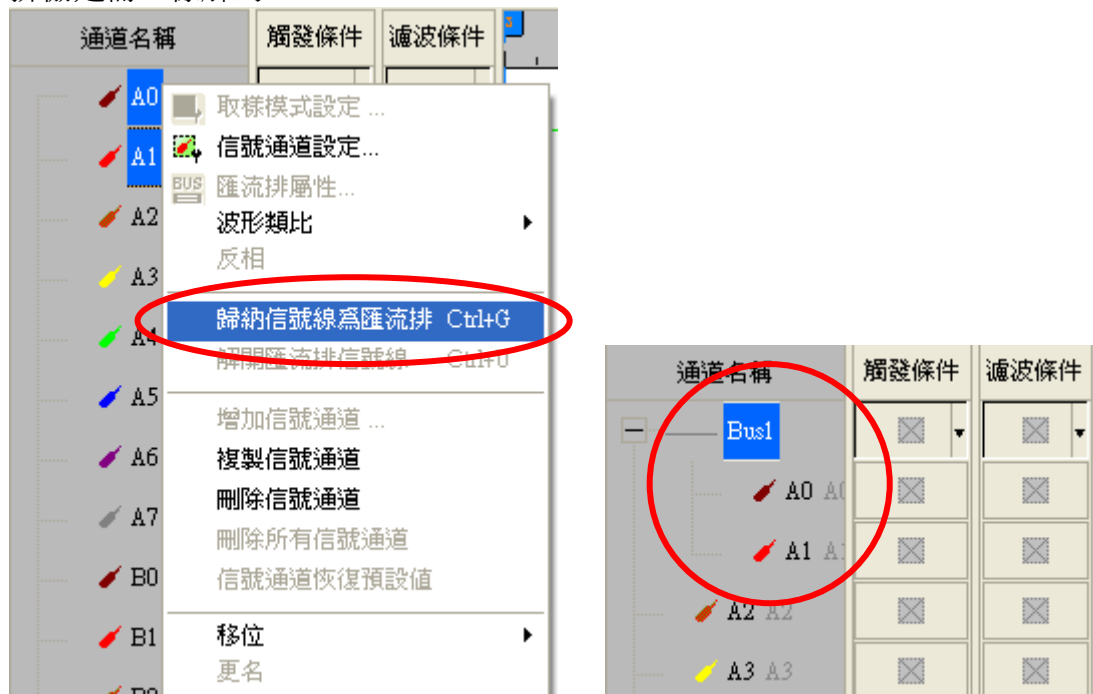 通道名稱 觸發條件 濾波條件
A0
取樣模式設定 ...
A1
信號通道設定...
BUS 匯流排屬性...
A2
波形類比
反相
A3
歸納信號線為匯流排 Ctrl+G
A4
解開匯流排信號線 Ctrl+U
A5
增加信號通道 ...
A6
複製信號通道
刪除信號通道
A7
刪除所有信號通道
B0
信號通道恢復預設值
B1
移位
更名
通道名稱 觸發條件 濾波條件
Bus1
A0
A1
A2 A2
A3 A3